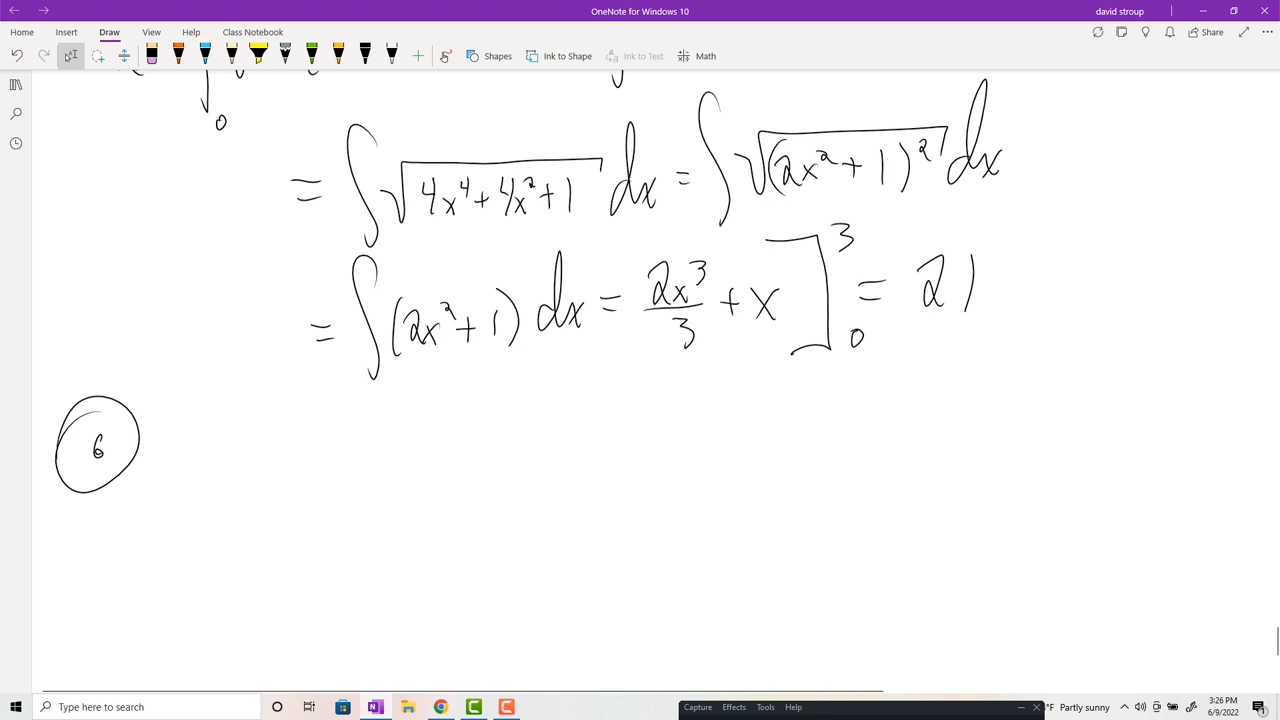 OneNote for Windows 10
david stroup
Home Insert Draw View Help Class Notebook
Share
Shapes Ink to Shape Ink to Text Math
0
= ∫ √(4x⁴ + 4x² + 1) dx = ∫ √((2x² + 1)²) dx
= ∫ (2x² + 1) dx = 2x³/3 + x ]₀³ = 21
6
Type here to search
Capture Effects Tools Help
°F Partly sunny
3:26 PM
6/9/2022